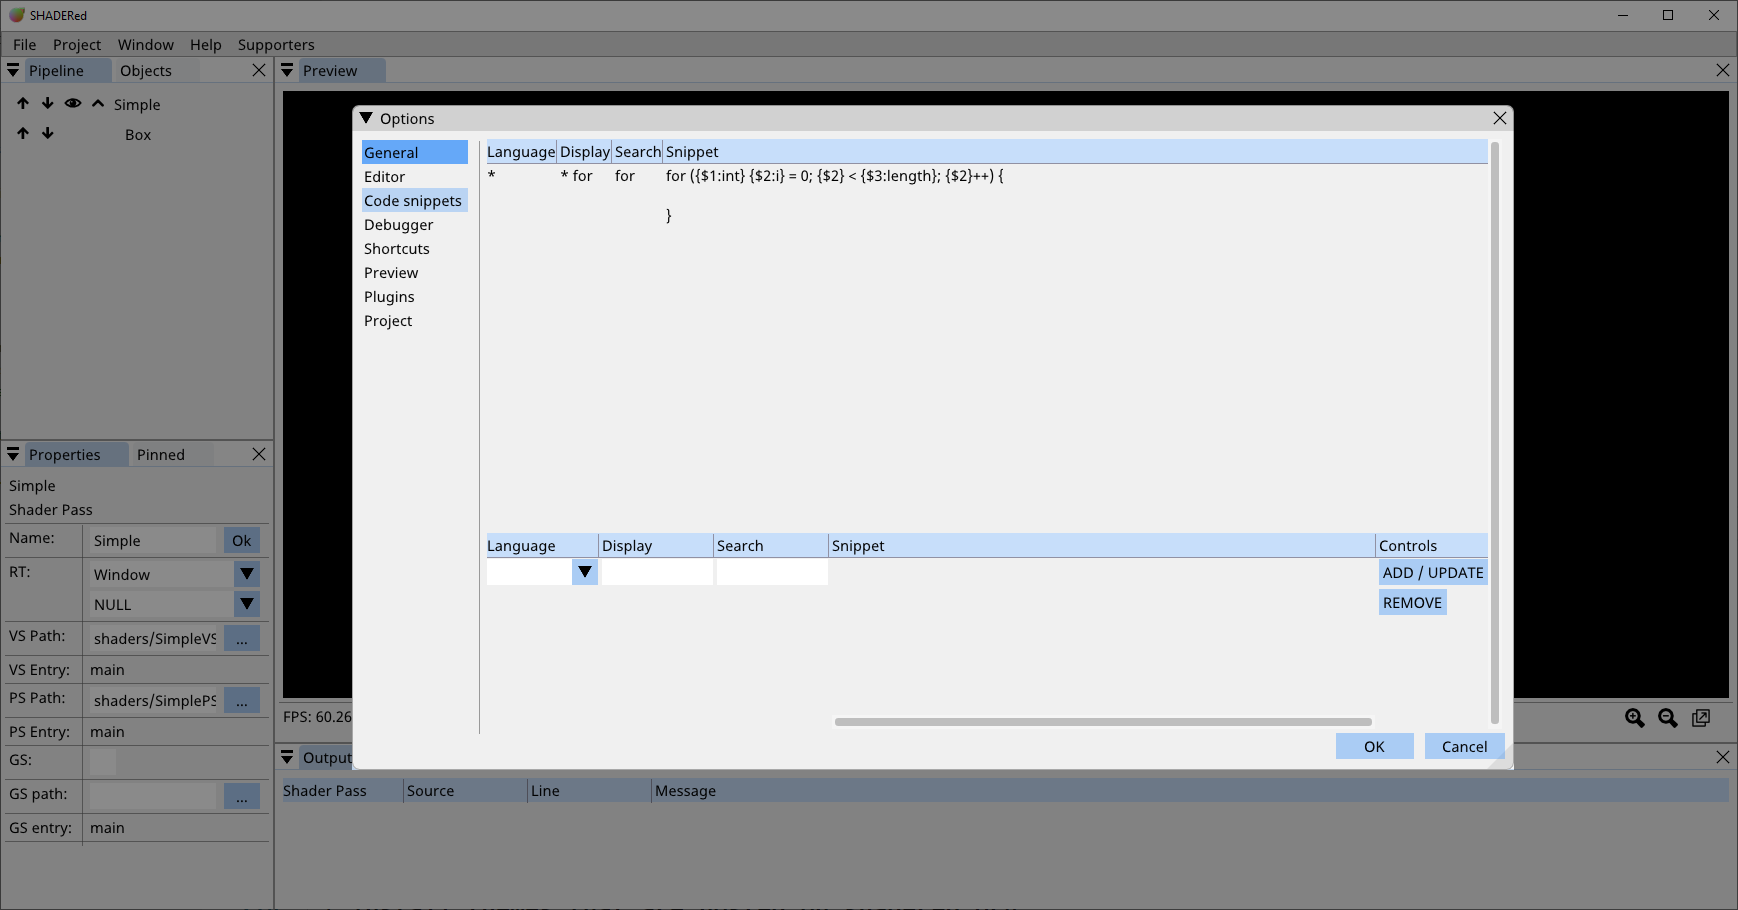 SHADERed
File Project Window Help Supporters
Pipeline Objects
Simple
Box
Preview
Options
General
Editor
Code snippets
Debugger
Shortcuts
Preview
Plugins
Project
Language Display Search Snippet
* * for for for ({$1:int} {$2:i} = 0; {$2} < {$3:length}; {$2}++) {
}
Language Display Search Snippet Controls
ADD / UPDATE
REMOVE
OK Cancel
Properties Pinned
Simple
Shader Pass
Name: Simple Ok
RT: Window
NULL
VS Path: shaders/SimpleVS ...
VS Entry: main
PS Path: shaders/SimplePS ...
PS Entry: main
GS:
GS path: ...
GS entry: main
FPS: 60.26
Output
Shader Pass Source Line Message